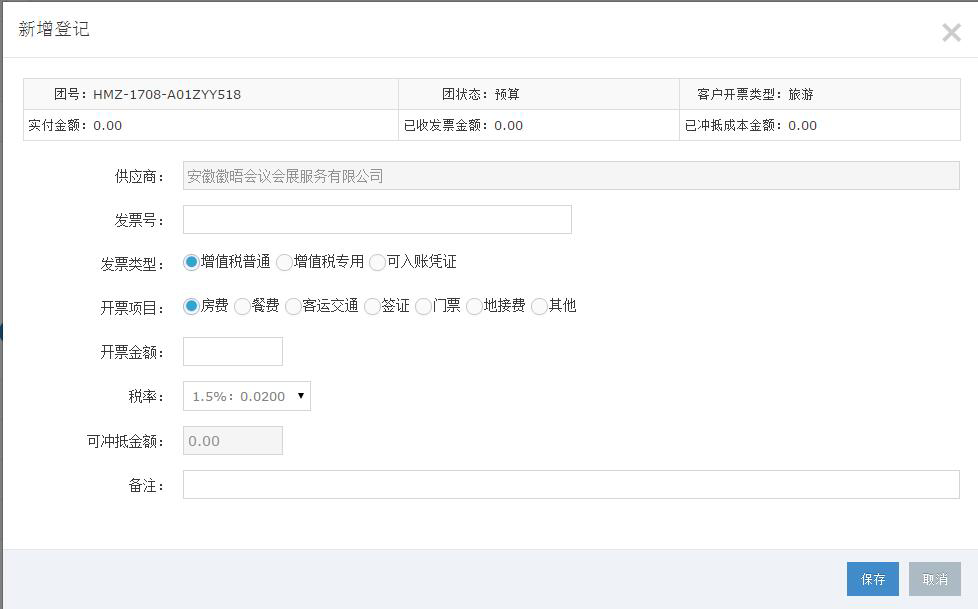 新增登记
团号：HMZ-1708-A01ZYY518 团状态：预算 客户开票类型：旅游
实付金额：0.00 已收发票金额：0.00 已冲抵成本金额：0.00
供应商：安徽徽晤会议会展服务有限公司
发票号：
发票类型：增值税普通 增值税专用 可入账凭证
开票项目：房费 餐费 客运交通 签证 门票 地接费 其他
开票金额：
税率：1.5%：0.0200
可冲抵金额：0.00
备注：
保存 取消